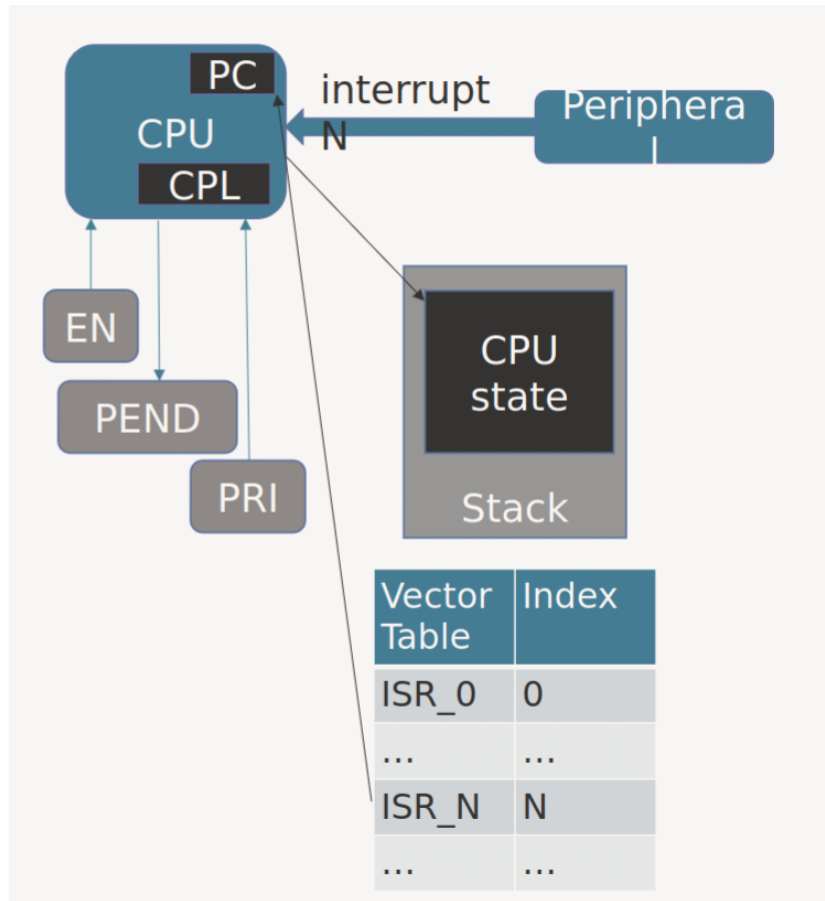 PC
interrupt
N
Periphera
l
CPU
CPL
EN
PEND
PRI
CPU
state
Stack
Vector Index
Table
ISR_0 0
... ...
ISR_N N
... ...